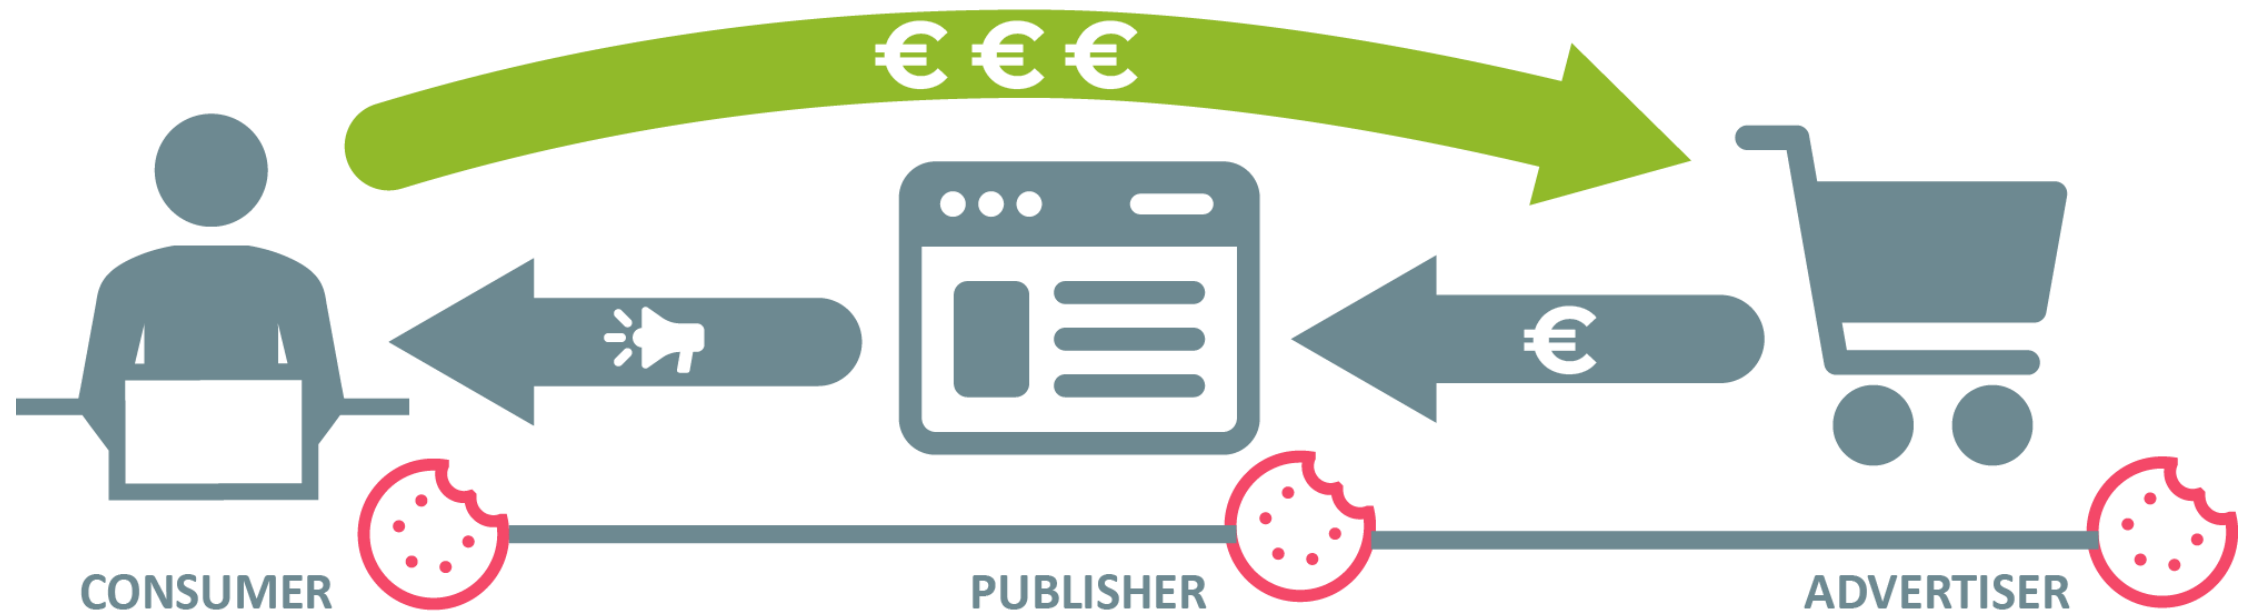 € € €
€
CONSUMER
PUBLISHER
ADVERTISER